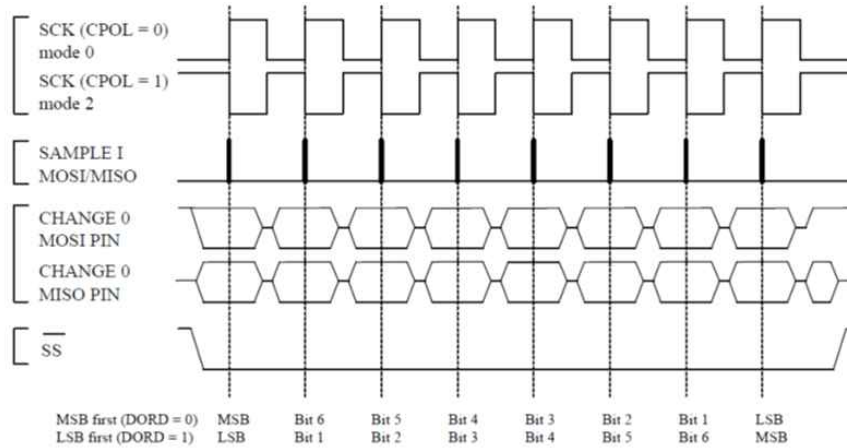 SCK (CPOL = 0)
mode 0
SCK (CPOL = 1)
mode 2
SAMPLE I
MOSI/MISO
CHANGE 0
MOSI PIN
CHANGE 0
MISO PIN
SS
MSB first (DORD = 0) MSB Bit 6 Bit 5 Bit 4 Bit 3 Bit 2 Bit 1 LSB
LSB first (DORD = 1) LSB Bit 1 Bit 2 Bit 3 Bit 4 Bit 5 Bit 6 MSB